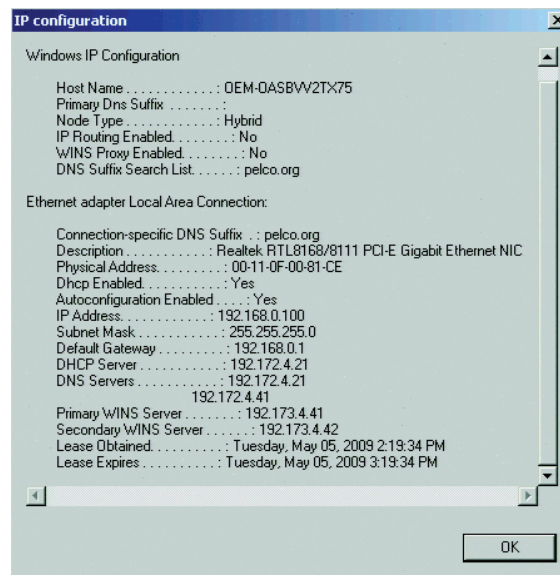 IP configuration
Windows IP Configuration
Host Name . . . . . . . . . . . . : OEM-0ASBVV2TX75
Primary Dns Suffix . . . . . . . :
Node Type . . . . . . . . . . . . : Hybrid
IP Routing Enabled. . . . . . . . : No
WINS Proxy Enabled. . . . . . . . : No
DNS Suffix Search List. . . . . . : pelco.org
Ethernet adapter Local Area Connection:
Connection-specific DNS Suffix . : pelco.org
Description . . . . . . . . . . . : Realtek RTL8168/8111 PCI-E Gigabit Ethernet NIC
Physical Address. . . . . . . . . : 00-11-0F-00-81-CE
Dhcp Enabled. . . . . . . . . . . : Yes
Autoconfiguration Enabled . . . . : Yes
IP Address. . . . . . . . . . . . : 192.168.0.100
Subnet Mask . . . . . . . . . . . : 255.255.255.0
Default Gateway . . . . . . . . . : 192.168.0.1
DHCP Server . . . . . . . . . . . : 192.172.4.21
DNS Servers . . . . . . . . . . . : 192.172.4.21
192.172.4.41
Primary WINS Server . . . . . . . : 192.173.4.41
Secondary WINS Server . . . . . . : 192.173.4.42
Lease Obtained. . . . . . . . . . : Tuesday, May 05, 2009 2:19:34 PM
Lease Expires . . . . . . . . . . : Tuesday, May 05, 2009 3:19:34 PM
OK